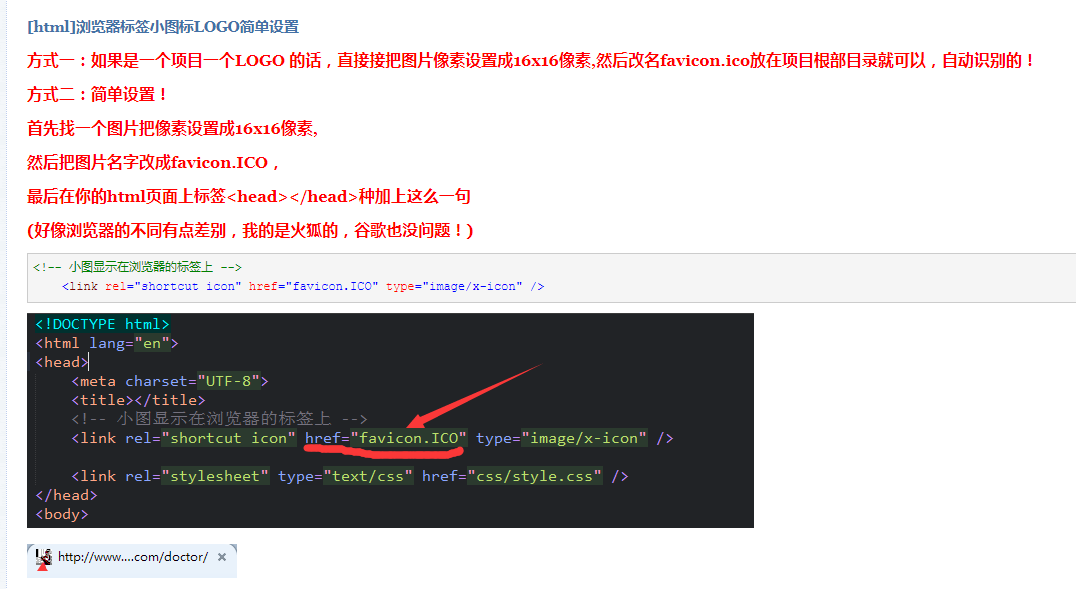 [html]浏览器标签小图标LOGO简单设置
方式一：如果是一个项目一个LOGO 的话，直接接把图片像素设置成16x16像素,然后改名favicon.ico放在项目根部目录就可以，自动识别的！
方式二：简单设置！
首先找一个图片把像素设置成16x16像素,
然后把图片名字改成favicon.ICO，
最后在你的html页面上标签<head></head>种加上这么一句
(好像浏览器的不同有点差别，我的是火狐的，谷歌也没问题！)
<!-- 小图显示在浏览器的标签上 -->
<link rel="shortcut icon" href="favicon.ICO" type="image/x-icon" />
<!DOCTYPE html>
<html lang="en">
<head>
<meta charset="UTF-8">
<title></title>
<!-- 小图显示在浏览器的标签上 -->
<link rel="shortcut icon" href="favicon.ICO" type="image/x-icon" />
<link rel="stylesheet" type="text/css" href="css/style.css" />
</head>
<body>
http://www....com/doctor/ ×